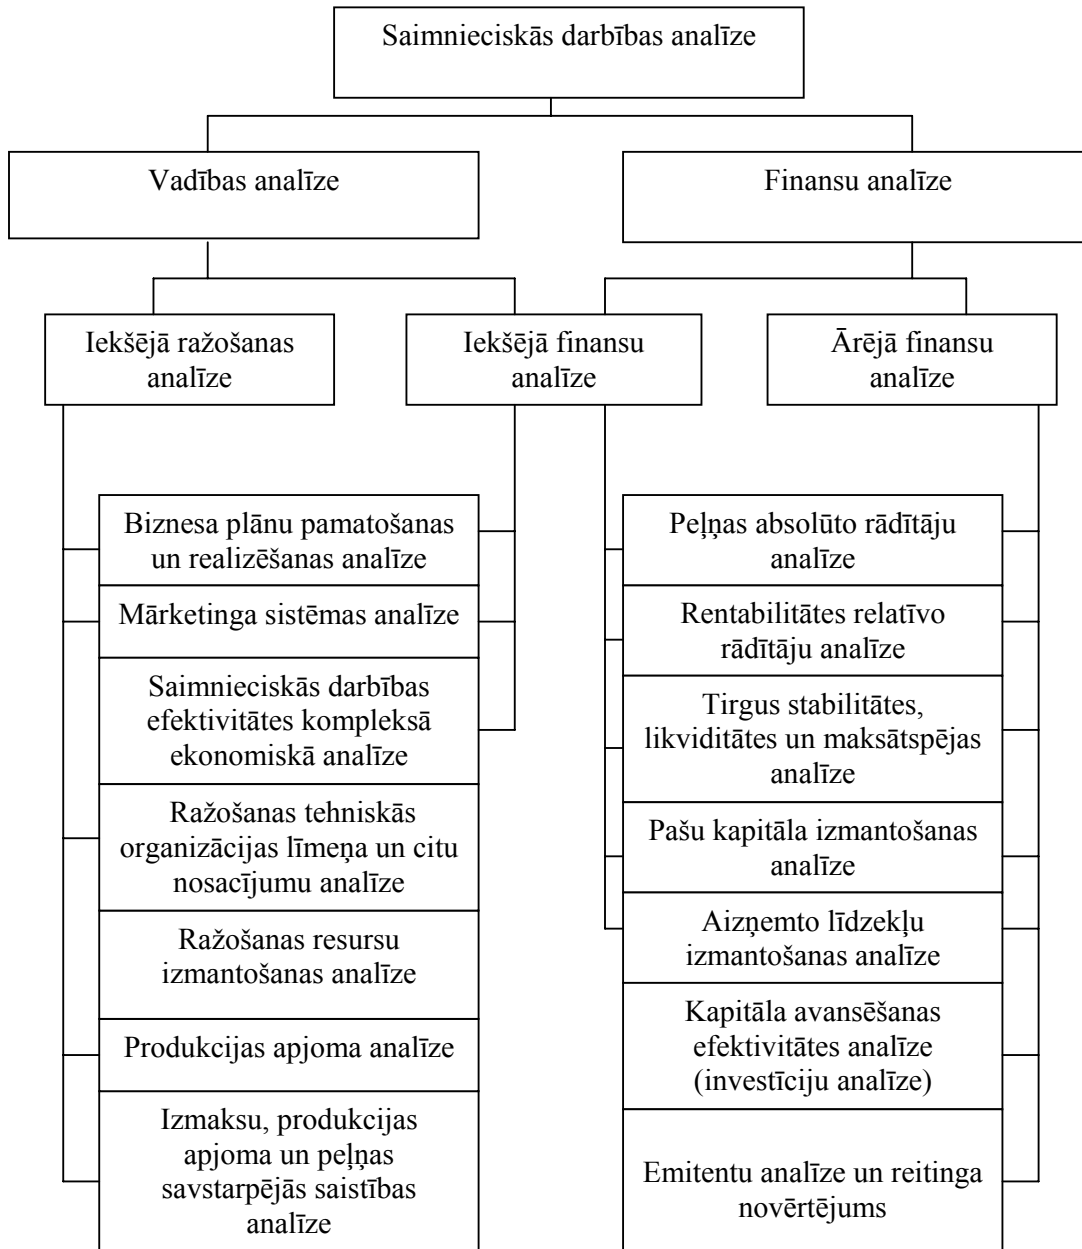 Saimnieciskās darbības analīze
Vadības analīze
Finansu analīze
Iekšējā ražošanas
analīze
Iekšējā finansu
analīze
Ārējā finansu
analīze
Biznesa plānu pamatošanas
un realizēšanas analīze
Mārketinga sistēmas analīze
Saimnieciskās darbības
efektivitātes kompleksā
ekonomiskā analīze
Ražošanas tehniskās
organizācijas līmeņa un citu
nosacījumu analīze
Ražošanas resursu
izmantošanas analīze
Produkcijas apjoma analīze
Izmaksu, produkcijas
apjoma un peļņas
savstarpējās saistības
analīze
Peļņas absolūto rādītāju
analīze
Rentabilitātes relatīvo
rādītāju analīze
Tirgus stabilitātes,
likviditātes un maksātspējas
analīze
Pašu kapitāla izmantošanas
analīze
Aizņemto līdzekļu
izmantošanas analīze
Kapitāla avansēšanas
efektivitātes analīze
(investīciju analīze)
Emitentu analīze un reitinga
novērtējums